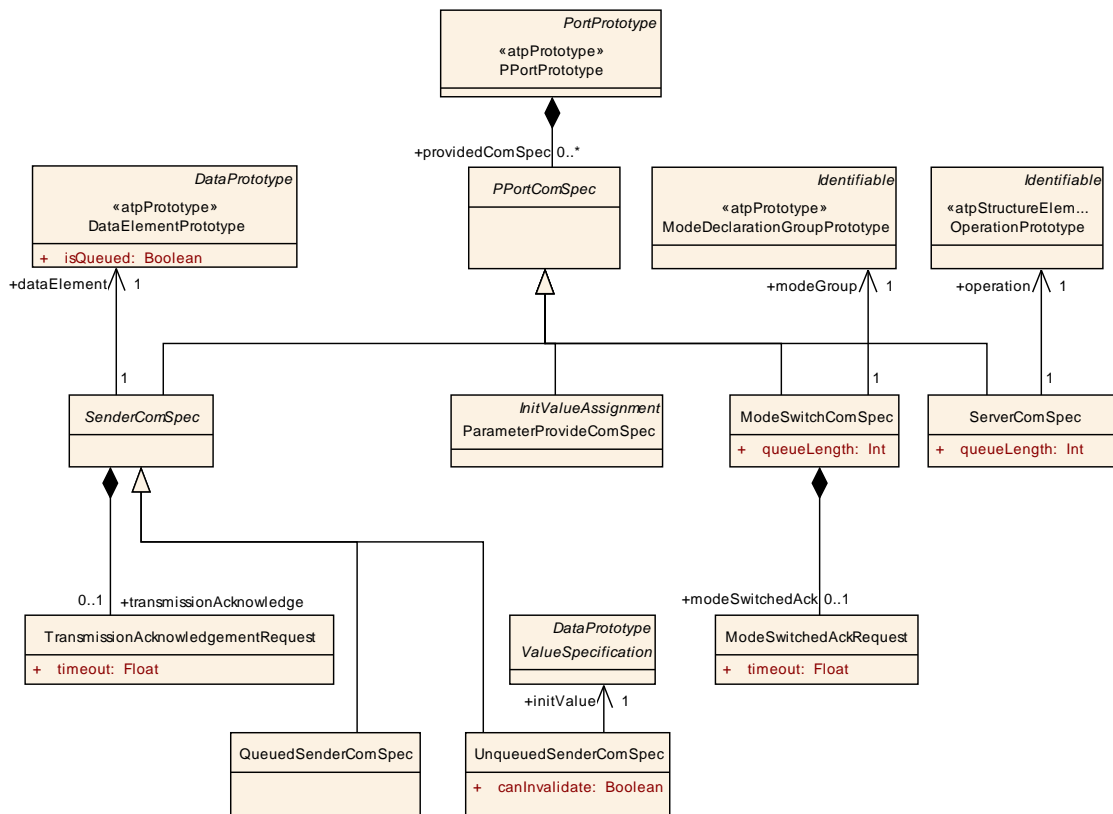 PortPrototype
«atpPrototype»
PPortPrototype
+providedComSpec 0..*
DataPrototype
«atpPrototype»
DataElementPrototype
+ isQueued: Boolean
PPortComSpec
Identifiable
«atpPrototype»
ModeDeclarationGroupPrototype
Identifiable
«atpStructureElem...
OperationPrototype
+dataElement 1
+modeGroup 1
+operation 1
1
1
1
SenderComSpec
InitValueAssignment
ParameterProvideComSpec
ModeSwitchComSpec
+ queueLength: Int
ServerComSpec
+ queueLength: Int
0..1 +transmissionAcknowledge
+modeSwitchedAck 0..1
TransmissionAcknowledgementRequest
+ timeout: Float
DataPrototype
ValueSpecification
ModeSwitchedAckRequest
+ timeout: Float
+initValue 1
QueuedSenderComSpec
UnqueuedSenderComSpec
+ canInvalidate: Boolean